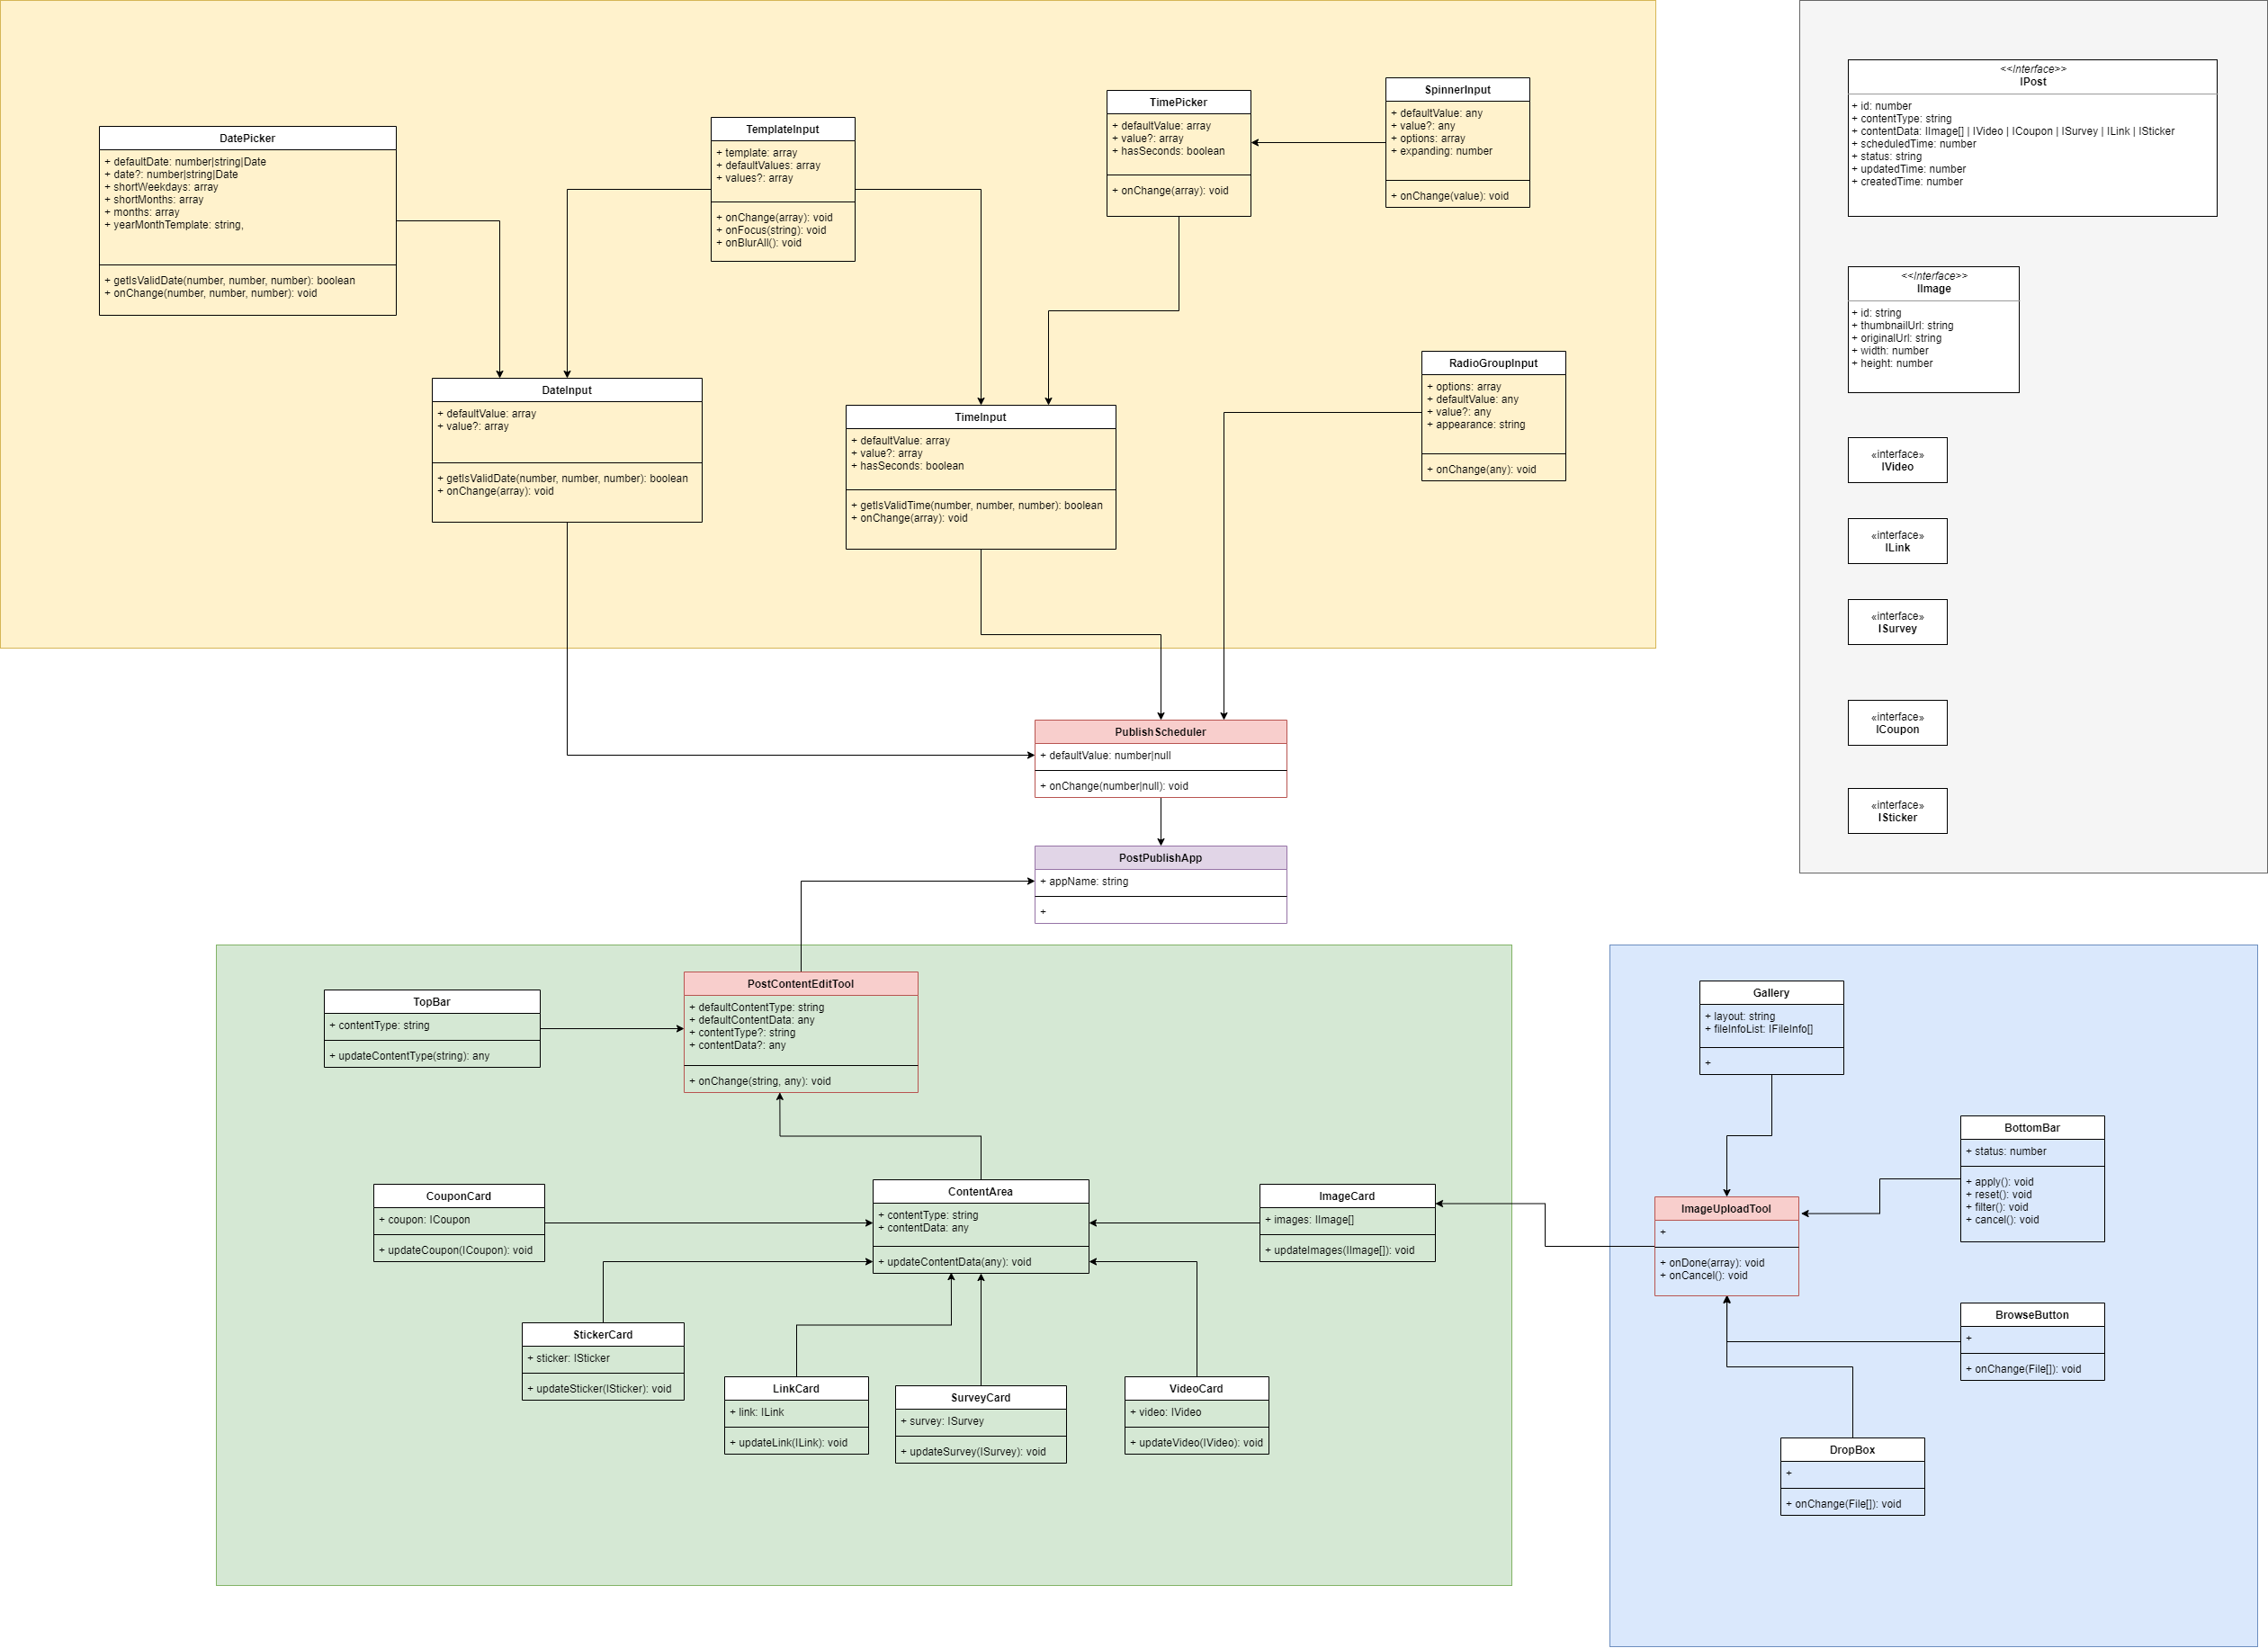 DatePicker
+ defaultDate: number|string|Date
+ date?: number|string|Date
+ shortWeekdays: array
+ shortMonths: array
+ months: array
+ yearMonthTemplate: string,
+ getIsValidDate(number, number, number): boolean
+ onChange(number, number, number): void
TemplateInput
+ template: array
+ defaultValues: array
+ values?: array
+ onChange(array): void
+ onFocus(string): void
+ onBlurAll(): void
TimePicker
+ defaultValue: array
+ value?: array
+ hasSeconds: boolean
+ onChange(array): void
SpinnerInput
+ defaultValue: any
+ value?: any
+ options: array
+ expanding: number
+ onChange(value): void
DateInput
+ defaultValue: array
+ value?: array
+ getIsValidDate(number, number, number): boolean
+ onChange(array): void
TimeInput
+ defaultValue: array
+ value?: array
+ hasSeconds: boolean
+ getIsValidTime(number, number, number): boolean
+ onChange(array): void
RadioGroupInput
+ options: array
+ defaultValue: any
+ value?: any
+ appearance: string
+ onChange(any): void
<<Interface>>
IPost
+ id: number
+ contentType: string
+ contentData: IImage[] | IVideo | ICoupon | ISurvey | ILink | ISticker
+ scheduledTime: number
+ status: string
+ updatedTime: number
+ createdTime: number
<<Interface>>
IImage
+ id: string
+ thumbnailUrl: string
+ originalUrl: string
+ width: number
+ height: number
«interface»
IVideo
«interface»
ILink
«interface»
ISurvey
«interface»
ICoupon
«interface»
ISticker
PublishScheduler
+ defaultValue: number|null
+ onChange(number|null): void
PostPublishApp
+ appName: string
+
TopBar
+ contentType: string
+ updateContentType(string): any
PostContentEditTool
+ defaultContentType: string
+ defaultContentData: any
+ contentType?: string
+ contentData?: any
+ onChange(string, any): void
CouponCard
+ coupon: ICoupon
+ updateCoupon(ICoupon): void
ContentArea
+ contentType: string
+ contentData: any
+ updateContentData(any): void
ImageCard
+ images: IImage[]
+ updateImages(IImage[]): void
StickerCard
+ sticker: ISticker
+ updateSticker(ISticker): void
LinkCard
+ link: ILink
+ updateLink(ILink): void
SurveyCard
+ survey: ISurvey
+ updateSurvey(ISurvey): void
VideoCard
+ video: IVideo
+ updateVideo(IVideo): void
Gallery
+ layout: string
+ fileInfoList: IFileInfo[]
+
BottomBar
+ status: number
+ apply(): void
+ reset(): void
+ filter(): void
+ cancel(): void
ImageUploadTool
+
+ onDone(array): void
+ onCancel(): void
BrowseButton
+
+ onChange(File[]): void
DropBox
+
+ onChange(File[]): void